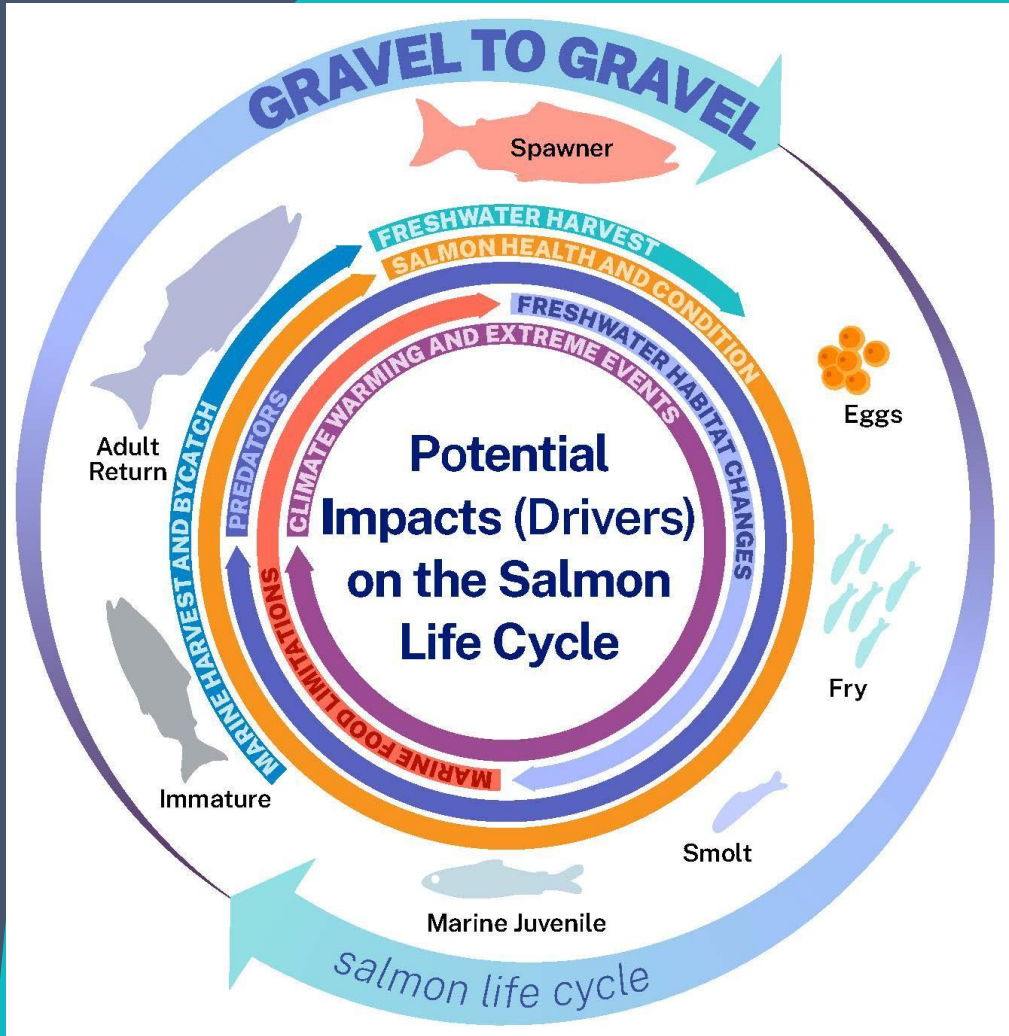 GRAVEL TO GRAVEL
Spawner
FRESHWATER HARVEST
SALMON HEALTH AND CONDITION
FRESHWATER HABITAT CHANGES
CLIMATE WARMING AND EXTREME EVENTS
PREDATORS
MARINE HARVEST AND BYCATCH
MARINE FOOD LIMITATIONS
Potential
Impacts (Drivers)
on the Salmon
Life Cycle
Eggs
Fry
Smolt
Marine Juvenile
Immature
Adult
Return
salmon life cycle